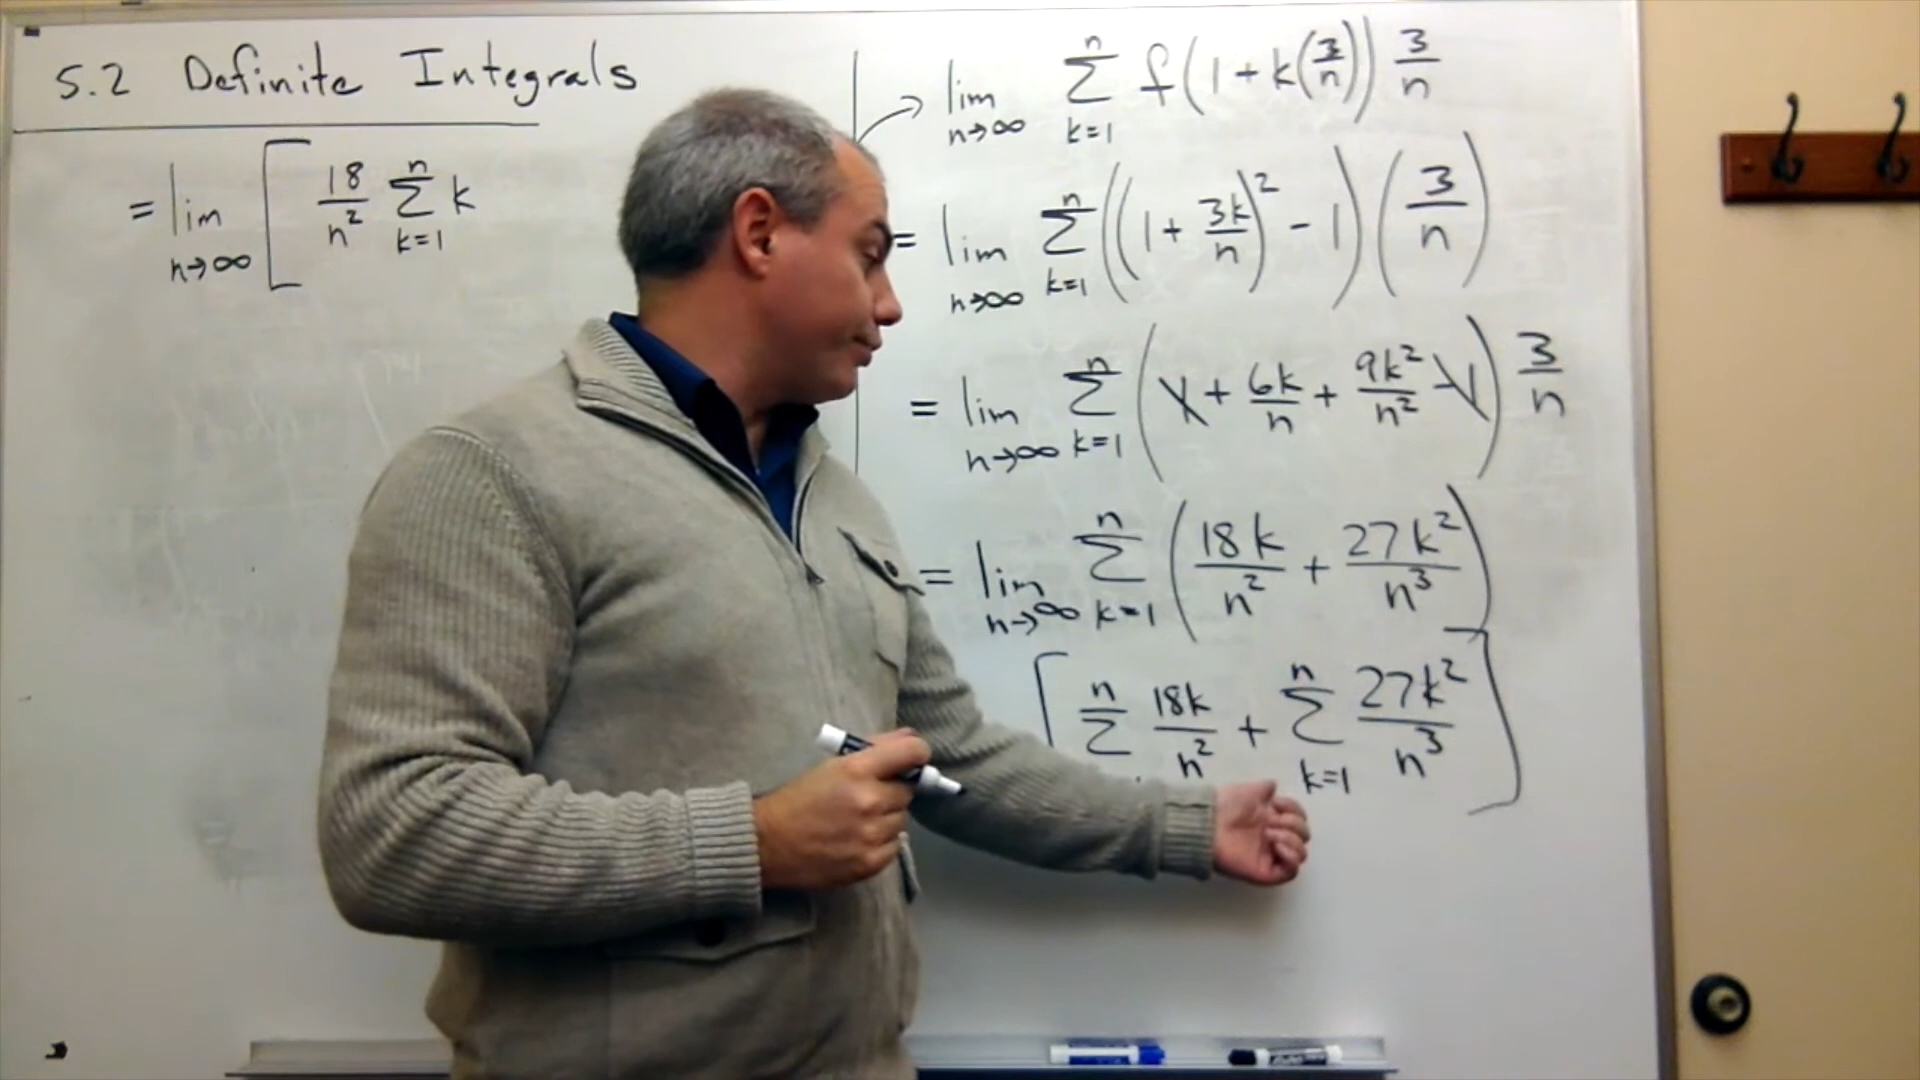 5.2 Definite Integrals
= lim n→∞ [ 18/n² n Σ k=1 k
lim n→∞ n Σ k=1 f(1 + k(3/n)) 3/n
= lim n→∞ n Σ k=1 ((1 + 3k/n)² - 1) (3/n)
= lim n→∞ n Σ k=1 (1 + 6k/n + 9k²/n² - 1) 3/n
= lim n→∞ n Σ k=1 (18k/n² + 27k²/n³)
[ n Σ 18k/n² + n Σ k=1 27k²/n³ ]